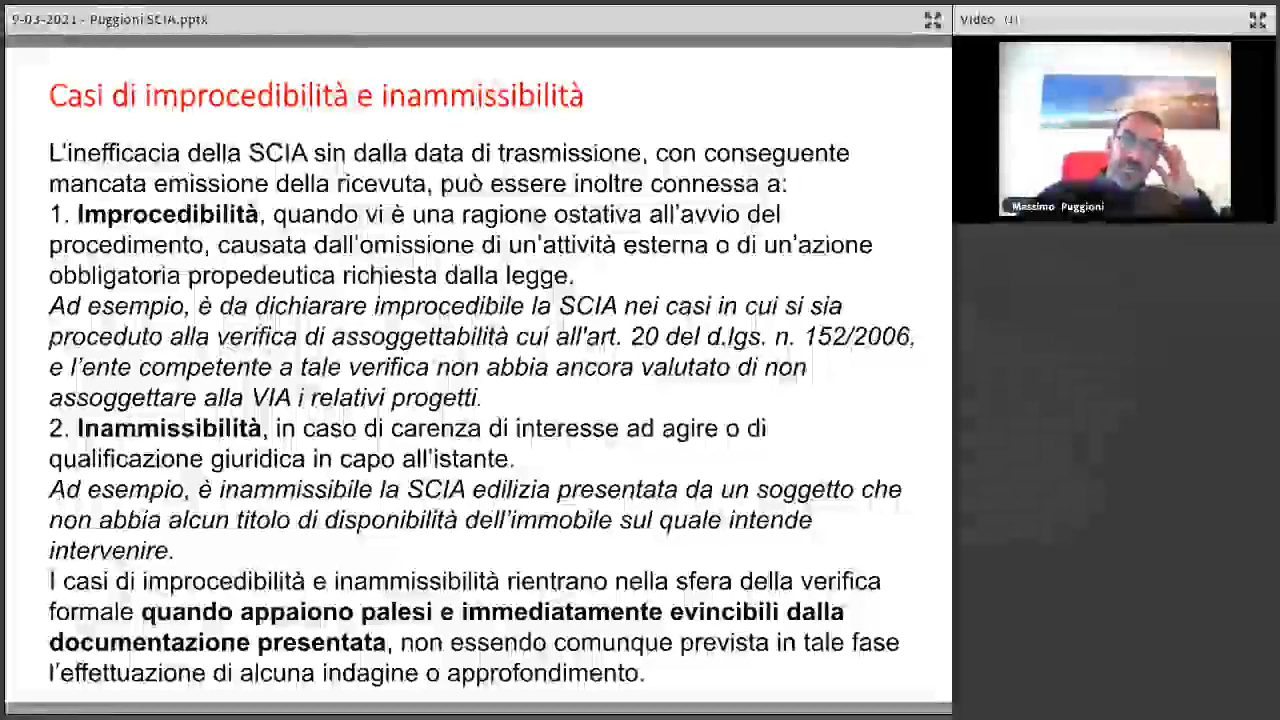 9-03-2021 - Puggioni SCIA.pptx
Video (1)
Massimo Puggioni
Casi di improcedibilità e inammissibilità
L'inefficacia della SCIA sin dalla data di trasmissione, con conseguente
mancata emissione della ricevuta, può essere inoltre connessa a:
1. Improcedibilità, quando vi è una ragione ostativa all’avvio del
procedimento, causata dall’omissione di un’attività esterna o di un’azione
obbligatoria propedeutica richiesta dalla legge.
Ad esempio, è da dichiarare improcedibile la SCIA nei casi in cui si sia
proceduto alla verifica di assoggettabilità cui all'art. 20 del d.lgs. n. 152/2006,
e l’ente competente a tale verifica non abbia ancora valutato di non
assoggettare alla VIA i relativi progetti.
2. Inammissibilità, in caso di carenza di interesse ad agire o di
qualificazione giuridica in capo all’istante.
Ad esempio, è inammissibile la SCIA edilizia presentata da un soggetto che
non abbia alcun titolo di disponibilità dell’immobile sul quale intende
intervenire.
I casi di improcedibilità e inammissibilità rientrano nella sfera della verifica
formale quando appaiono palesi e immediatamente evincibili dalla
documentazione presentata, non essendo comunque prevista in tale fase
l’effettuazione di alcuna indagine o approfondimento.